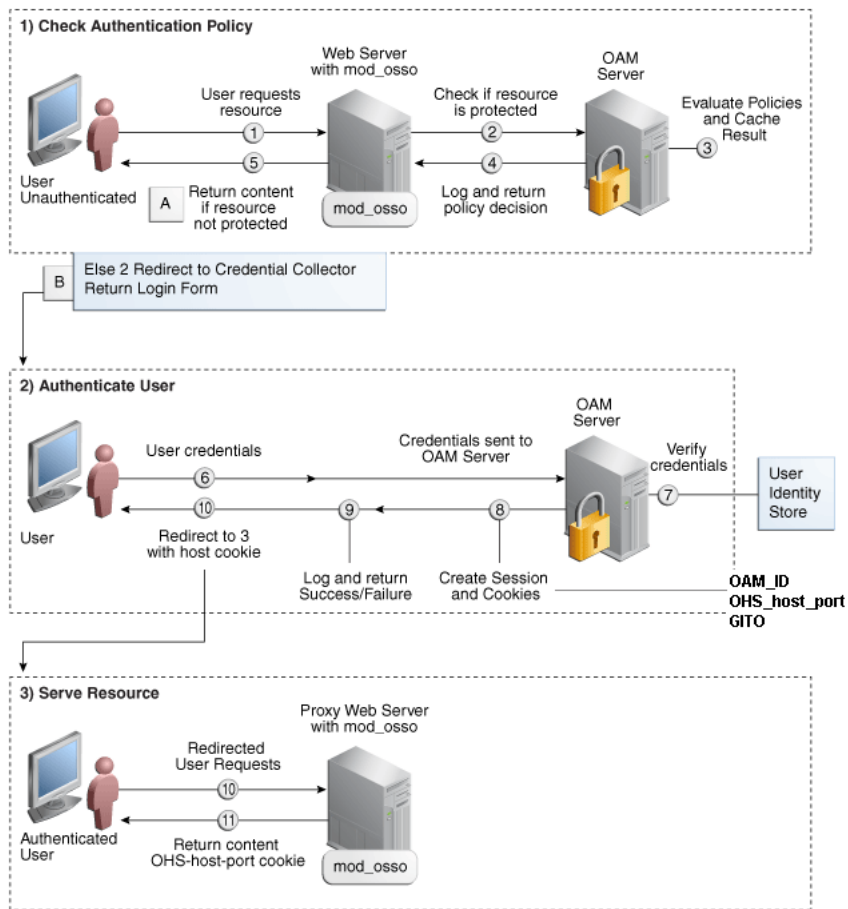 1) Check Authentication Policy
Web Server
with mod_osso
OAM
Server
User requests
resource
Check if resource
is protected
Evaluate Policies
and Cache
Result
1
2
3
5
4
User
Unauthenticated
A
Return content
if resource
not protected
mod_osso
Log and return
policy decision
B
Else 2 Redirect to Credential Collector
Return Login Form
2) Authenticate User
OAM
Server
User credentials
Credentials sent to
OAM Server
Verify
credentials
6
7
User
Identity
Store
10
9
8
User
Redirect to 3
with host cookie
Log and return
Success/Failure
Create Session
and Cookies
OAM_ID
OHS_host_port
GITO
3) Serve Resource
Proxy Web Server
with mod_osso
Redirected
User Requests
10
11
Authenticated
User
Return content
OHS-host-port cookie
mod_osso